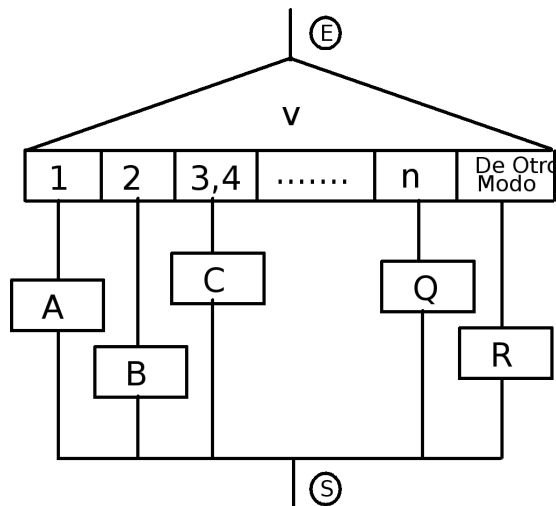 E
v
1 2 3,4 ....... n De Otro
Modo
C
Q
A
R
B
S